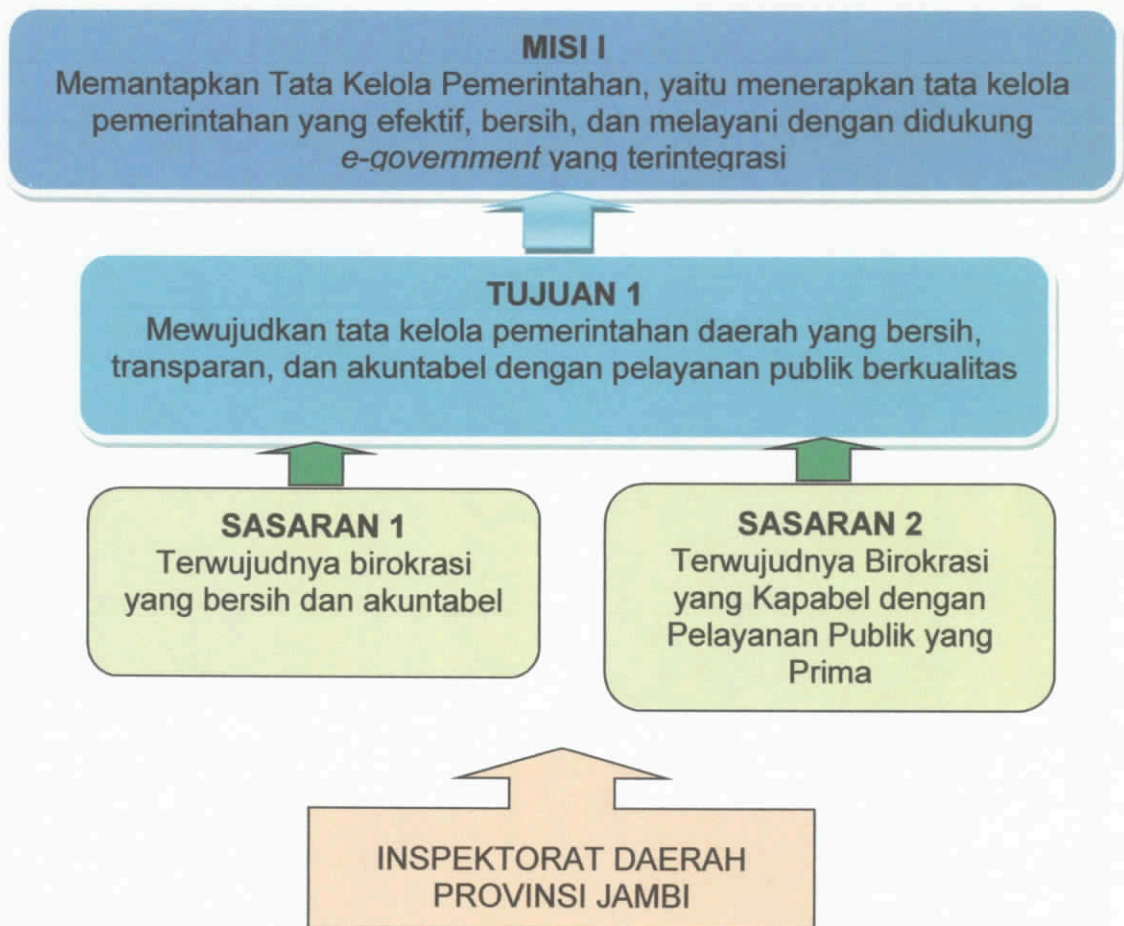 MISI I
Memantapkan Tata Kelola Pemerintahan, yaitu menerapkan tata kelola
pemerintahan yang efektif, bersih, dan melayani dengan didukung
e-government yang terintegrasi
TUJUAN 1
Mewujudkan tata kelola pemerintahan daerah yang bersih,
transparan, dan akuntabel dengan pelayanan publik berkualitas
SASARAN 1
Terwujudnya birokrasi
yang bersih dan akuntabel
SASARAN 2
Terwujudnya Birokrasi
yang Kapabel dengan
Pelayanan Publik yang
Prima
INSPEKTORAT DAERAH
PROVINSI JAMBI